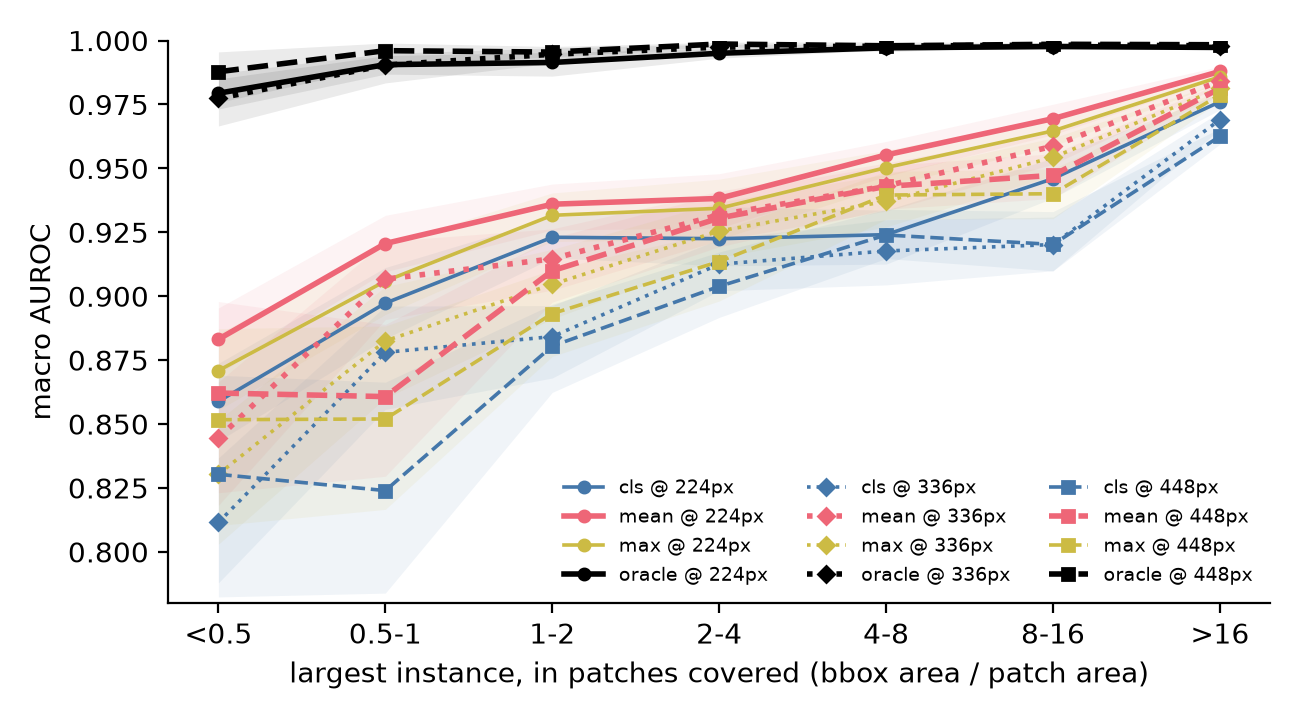 1.000
0.975
0.950
0.925
0.900
0.875
0.850
0.825
0.800
macro AUROC
cls @ 224px
mean @ 224px
max @ 224px
oracle @ 224px
cls @ 336px
mean @ 336px
max @ 336px
oracle @ 336px
cls @ 448px
mean @ 448px
max @ 448px
oracle @ 448px
<0.5 0.5-1 1-2 2-4 4-8 8-16 >16
largest instance, in patches covered (bbox area / patch area)